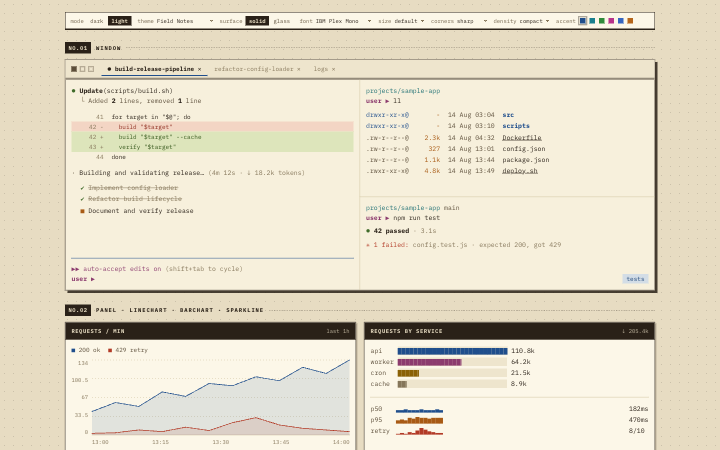 mode dark light theme Field Notes surface solid glass font IBM Plex Mono size default corners sharp density compact accent
NO.01 WINDOW
● build-release-pipeline × refactor-config-loader × logs ×
● Update(scripts/build.sh)
└ Added 2 lines, removed 1 line
41 for target in "$@"; do
42 - build "$target"
42 + build "$target" --cache
43 + verify "$target"
44 done
· Building and validating release… (4m 12s · ↓ 18.2k tokens)
✓ Implement config loader
✓ Refactor build lifecycle
■ Document and verify release
▶▶ auto-accept edits on (shift+tab to cycle)
user ▶
projects/sample-app
user ▶ ll
drwxr-xr-x@ - 14 Aug 03:04 src
drwxr-xr-x@ - 14 Aug 03:00 scripts
.rw-r--r--@ 2.3k 14 Aug 04:32 Dockerfile
.rw-r--r--@ 327 14 Aug 13:01 config.json
.rw-r--r--@ 1.1k 14 Aug 13:44 package.json
.rwxr-xr-x@ 4.8k 14 Aug 13:49 deploy.sh
projects/sample-app main
user ▶ npm run test
● 42 passed · 3.1s
✕ 1 failed: config.test.js · expected 200, got 429
tests
NO.02 PANEL · LINECHART · BARCHART · SPARKLINE
REQUESTS / MIN last 1h
■ 200 ok ■ 429 retry
134
100.5
67
33.5
0
13:00 13:15 13:30 13:45 14:00
REQUESTS BY SERVICE ↓ 205.4k
api 110.8k
worker 64.2k
cron 21.5k
cache 8.9k
p50 182ms
p95 470ms
retry 8/10